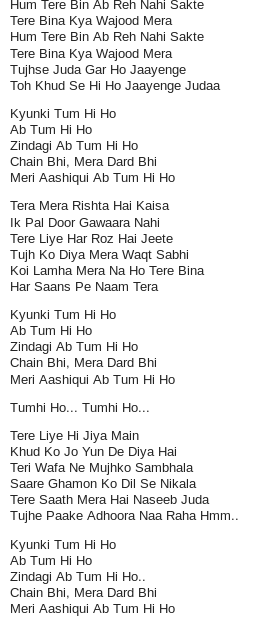 Hum Tere Bin Ab Reh Nahi Sakte
Tere Bina Kya Wajood Mera
Hum Tere Bin Ab Reh Nahi Sakte
Tere Bina Kya Wajood Mera
Tujhse Juda Gar Ho Jaayenge
Toh Khud Se Hi Ho Jaayenge Judaa

Kyunki Tum Hi Ho
Ab Tum Hi Ho
Zindagi Ab Tum Hi Ho
Chain Bhi, Mera Dard Bhi
Meri Aashiqui Ab Tum Hi Ho

Tera Mera Rishta Hai Kaisa
Ik Pal Door Gawaara Nahi
Tere Liye Har Roz Hai Jeete
Tujh Ko Diya Mera Waqt Sabhi
Koi Lamha Mera Na Ho Tere Bina
Har Saans Pe Naam Tera

Kyunki Tum Hi Ho
Ab Tum Hi Ho
Zindagi Ab Tum Hi Ho
Chain Bhi, Mera Dard Bhi
Meri Aashiqui Ab Tum Hi Ho

Tumhi Ho... Tumhi Ho...

Tere Liye Hi Jiya Main
Khud Ko Jo Yun De Diya Hai
Teri Wafa Ne Mujhko Sambhala
Saare Ghamon Ko Dil Se Nikala
Tere Saath Mera Hai Naseeb Juda
Tujhe Paake Adhoora Naa Raha Hmm..

Kyunki Tum Hi Ho
Ab Tum Hi Ho
Zindagi Ab Tum Hi Ho..
Chain Bhi, Mera Dard Bhi
Meri Aashiqui Ab Tum Hi Ho